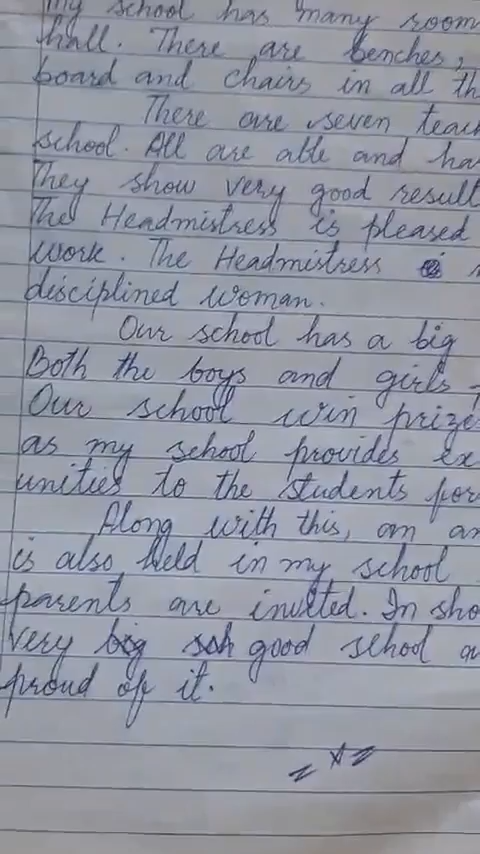 My school has many room
hall. There are benches,
board and chairs in all th
There are seven teac
school. All are able and ha
They show very good result
The Headmistress is pleased
work. The Headmistress
disciplined woman.
Our school has a big
Both the boys and girls
Our school win prize
as my school provides ex
unities to the students for
Along with this, an an
is also held in my school
parents are invited. In sho
very big sch good school a
proud of it.